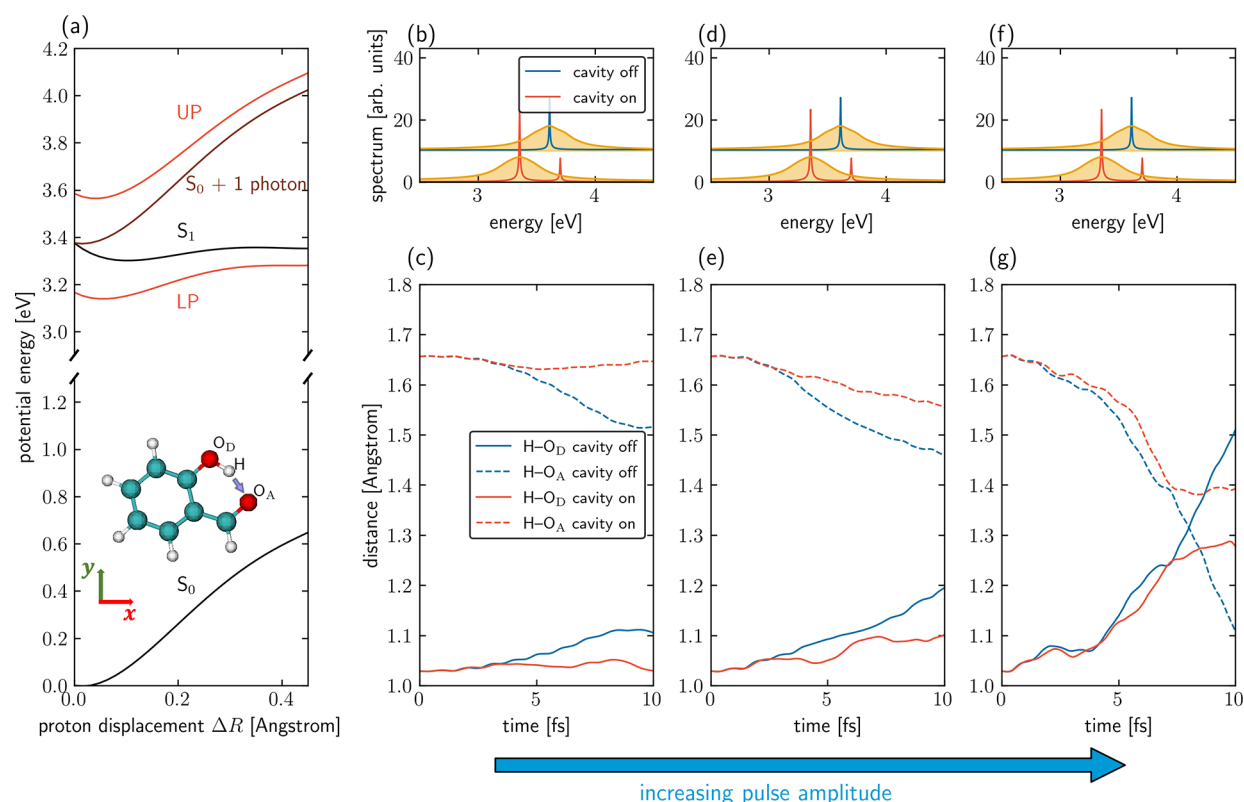 (a)
4.2
4.0
3.8
3.6
3.4
3.2
3.0
1.2
1.0
0.8
0.6
0.4
0.2
0.0
potential energy [eV]
UP
S₀ + 1 photon
S₁
LP
O_D
H
O_A
y
x
S₀
0.0 0.2 0.4
proton displacement ΔR [Angstrom]
(b)
40
20
0
spectrum [arb. units]
cavity off
cavity on
3 4
energy [eV]
(d)
40
20
0
3 4
energy [eV]
(f)
40
20
0
3 4
energy [eV]
(c)
1.8
1.7
1.6
1.5
1.4
1.3
1.2
1.1
1.0
distance [Angstrom]
H–O_D cavity off
H–O_A cavity off
H–O_D cavity on
H–O_A cavity on
0 5 10
time [fs]
(e)
1.8
1.7
1.6
1.5
1.4
1.3
1.2
1.1
1.0
0 5 10
time [fs]
(g)
1.8
1.7
1.6
1.5
1.4
1.3
1.2
1.1
1.0
0 5 10
time [fs]
increasing pulse amplitude